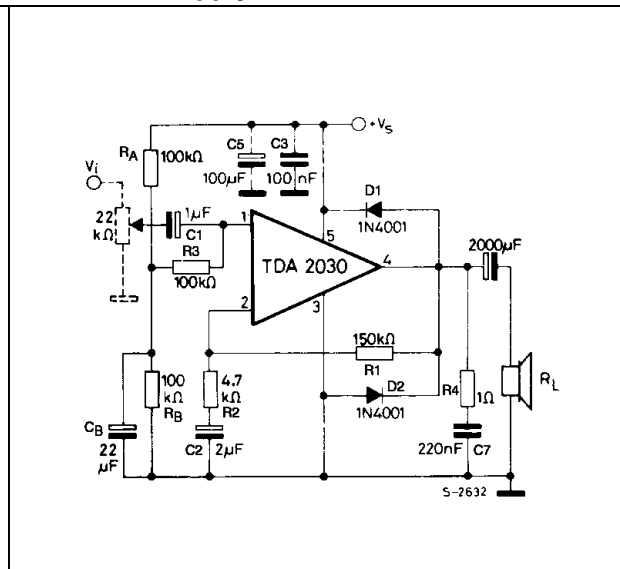 +Vs
RA
100kΩ
C5
C3
100µF
100 nF
Vi
D1
1N4001
22
kΩ
1µF
C1
1
5
2000µF
R3
100kΩ
TDA 2030
4
2
3
150kΩ
R1
100
kΩ
RB
4.7
kΩ
R2
D2
1N4001
R4
1Ω
RL
CB
22
µF
C2
2µF
220nF
C7
S-2632